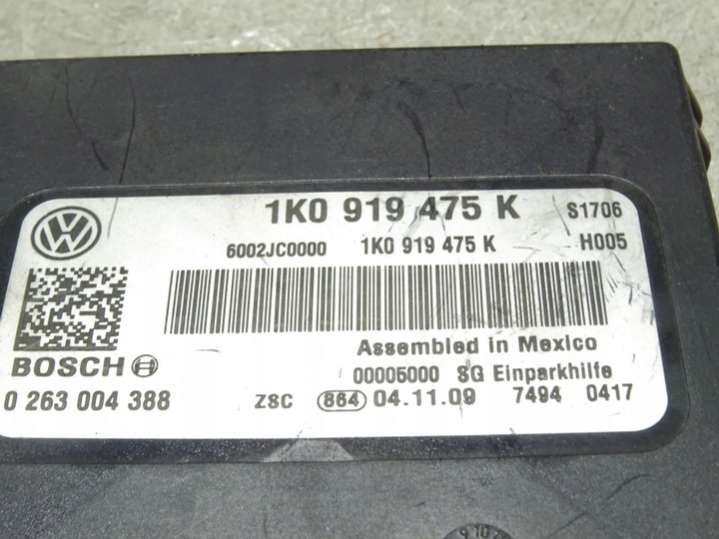 1K0 919 475 K S1706
6002JC0000 1K0 919 475 K H005
Assembled in Mexico
BOSCH 00005000 SG Einparkhilfe
0 263 004 388 ZSC 864 04.11.09 7494 0417